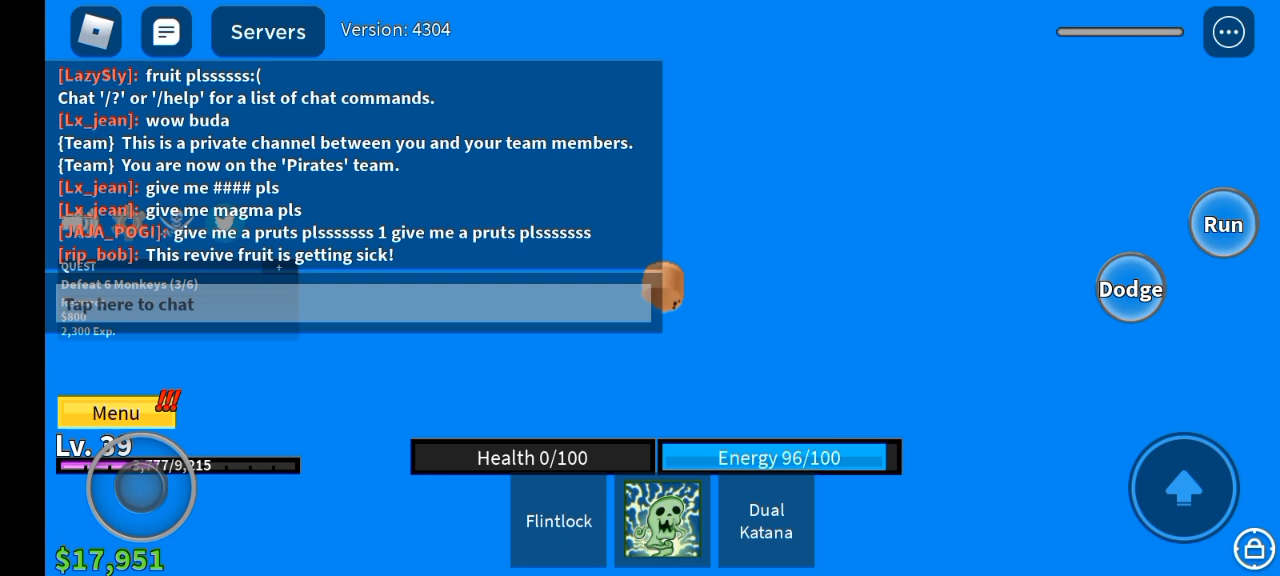 Servers
Version: 4304
[LazySly]: fruit plssssss:(
Chat '/?' or '/help' for a list of chat commands.
[Lx_jean]: wow buda
{Team} This is a private channel between you and your team members.
{Team} You are now on the 'Pirates' team.
[Lx_jean]: give me #### pls
[Lx_jean]: give me magma pls
[JAJA_POGI]: give me a pruts plsssssss 1 give me a pruts plsssssss
[rip_bob]: This revive fruit is getting sick!
QUEST
+
Defeat 6 Monkeys (3/6)
Tap here to chat
$800
2,300 Exp.
Run
Dodge
Menu
!!!
Lv. 39
3,777/9,215
Health 0/100
Energy 96/100
Flintlock
Dual
Katana
$17,951